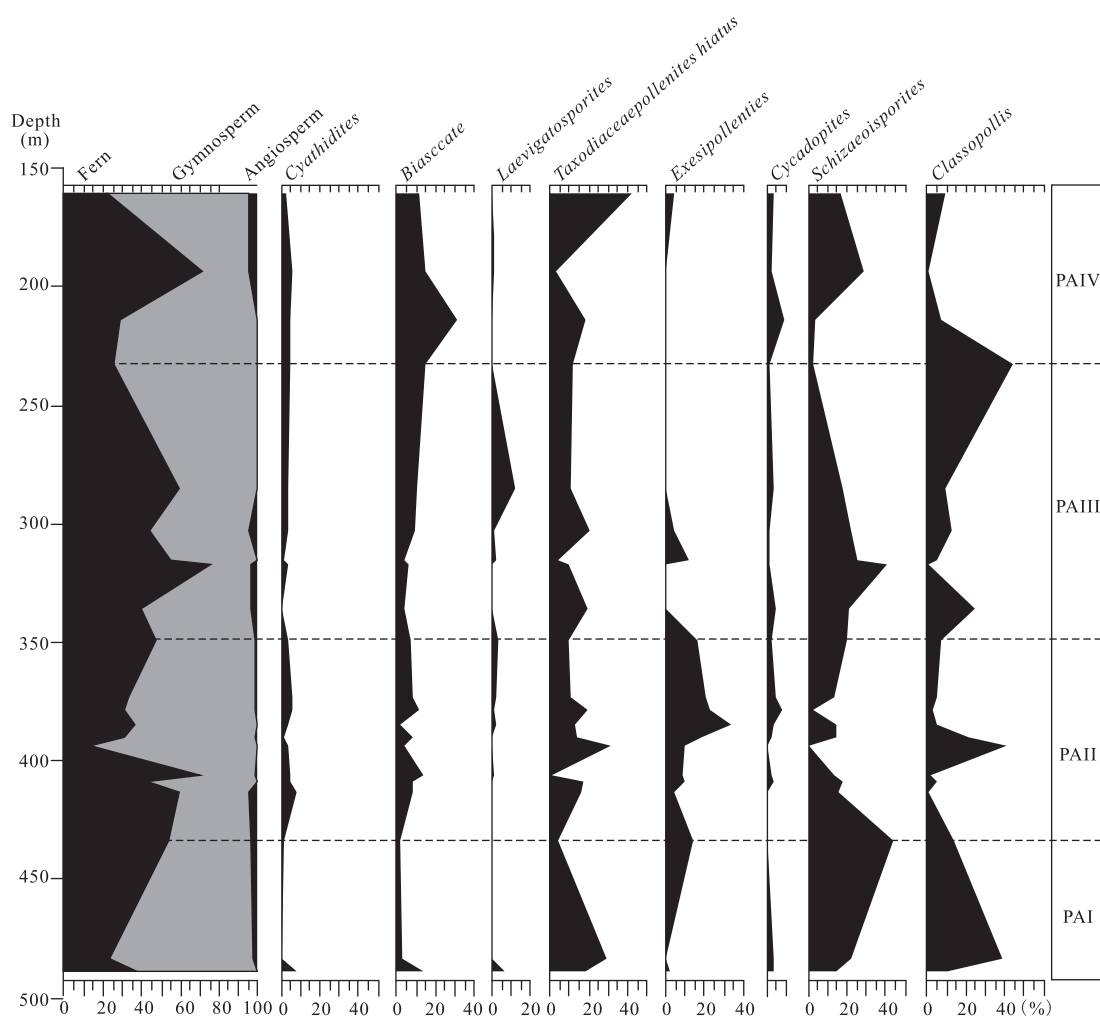 Depth
(m)
Fern
Gymnosperm
Angiosperm
Cyathidites
Biasccate
Laevigatosporites
Taxodiaceaepollenites hiatus
Exesipollenties
Cycadopites
Schizaeoisporites
Classopollis
150
200
250
300
350
400
450
500
PAIV
PAIII
PAII
PAI
0 20 40 60 80 100 0 20 40 0 20 40 0 20 0 20 40 0 20 40 0 20 40 0 20 40 (%)